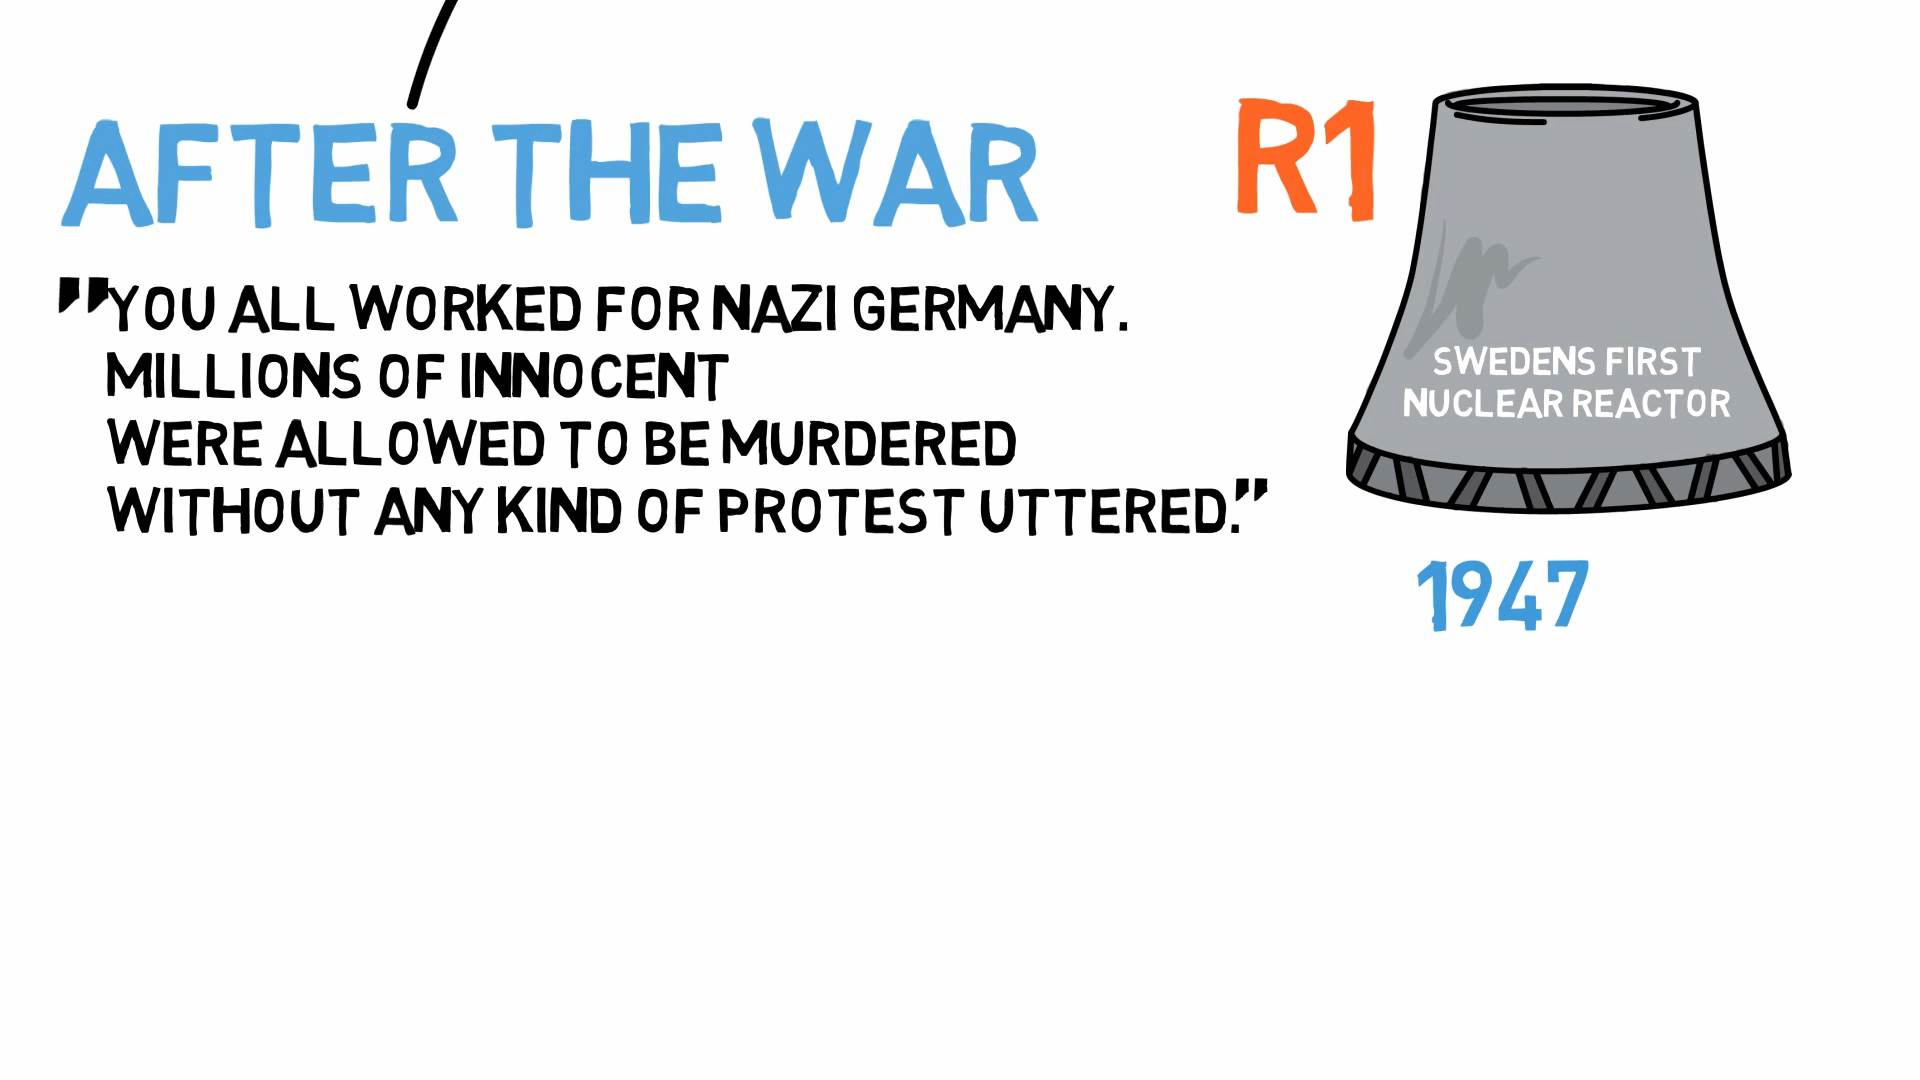 AFTER THE WAR
"YOU ALL WORKED FOR NAZI GERMANY.
MILLIONS OF INNOCENT
WERE ALLOWED TO BE MURDERED
WITHOUT ANY KIND OF PROTEST UTTERED."
R1
SWEDENS FIRST
NUCLEAR REACTOR
1947